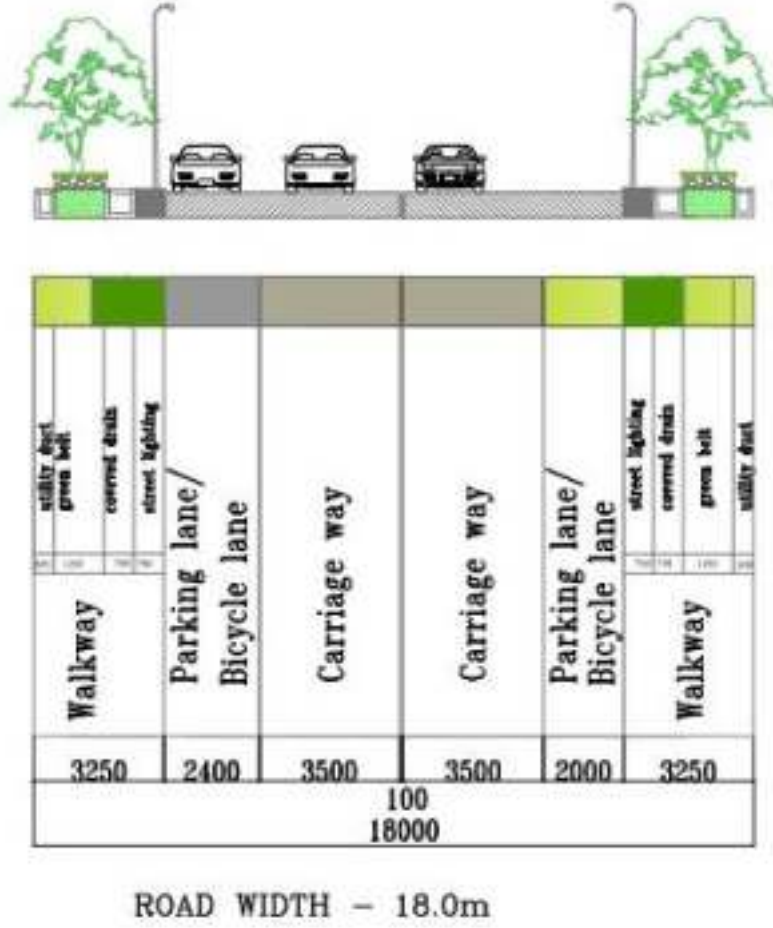 utility duct
green belt
covered drain
street lighting
Parking lane/
Bicycle lane
Carriage way
Carriage way
Parking lane/
Bicycle lane
street lighting
covered drain
green belt
utility duct
Walkway
Walkway
3250 2400 3500 3500 2000 3250
100
18000
ROAD WIDTH - 18.0m